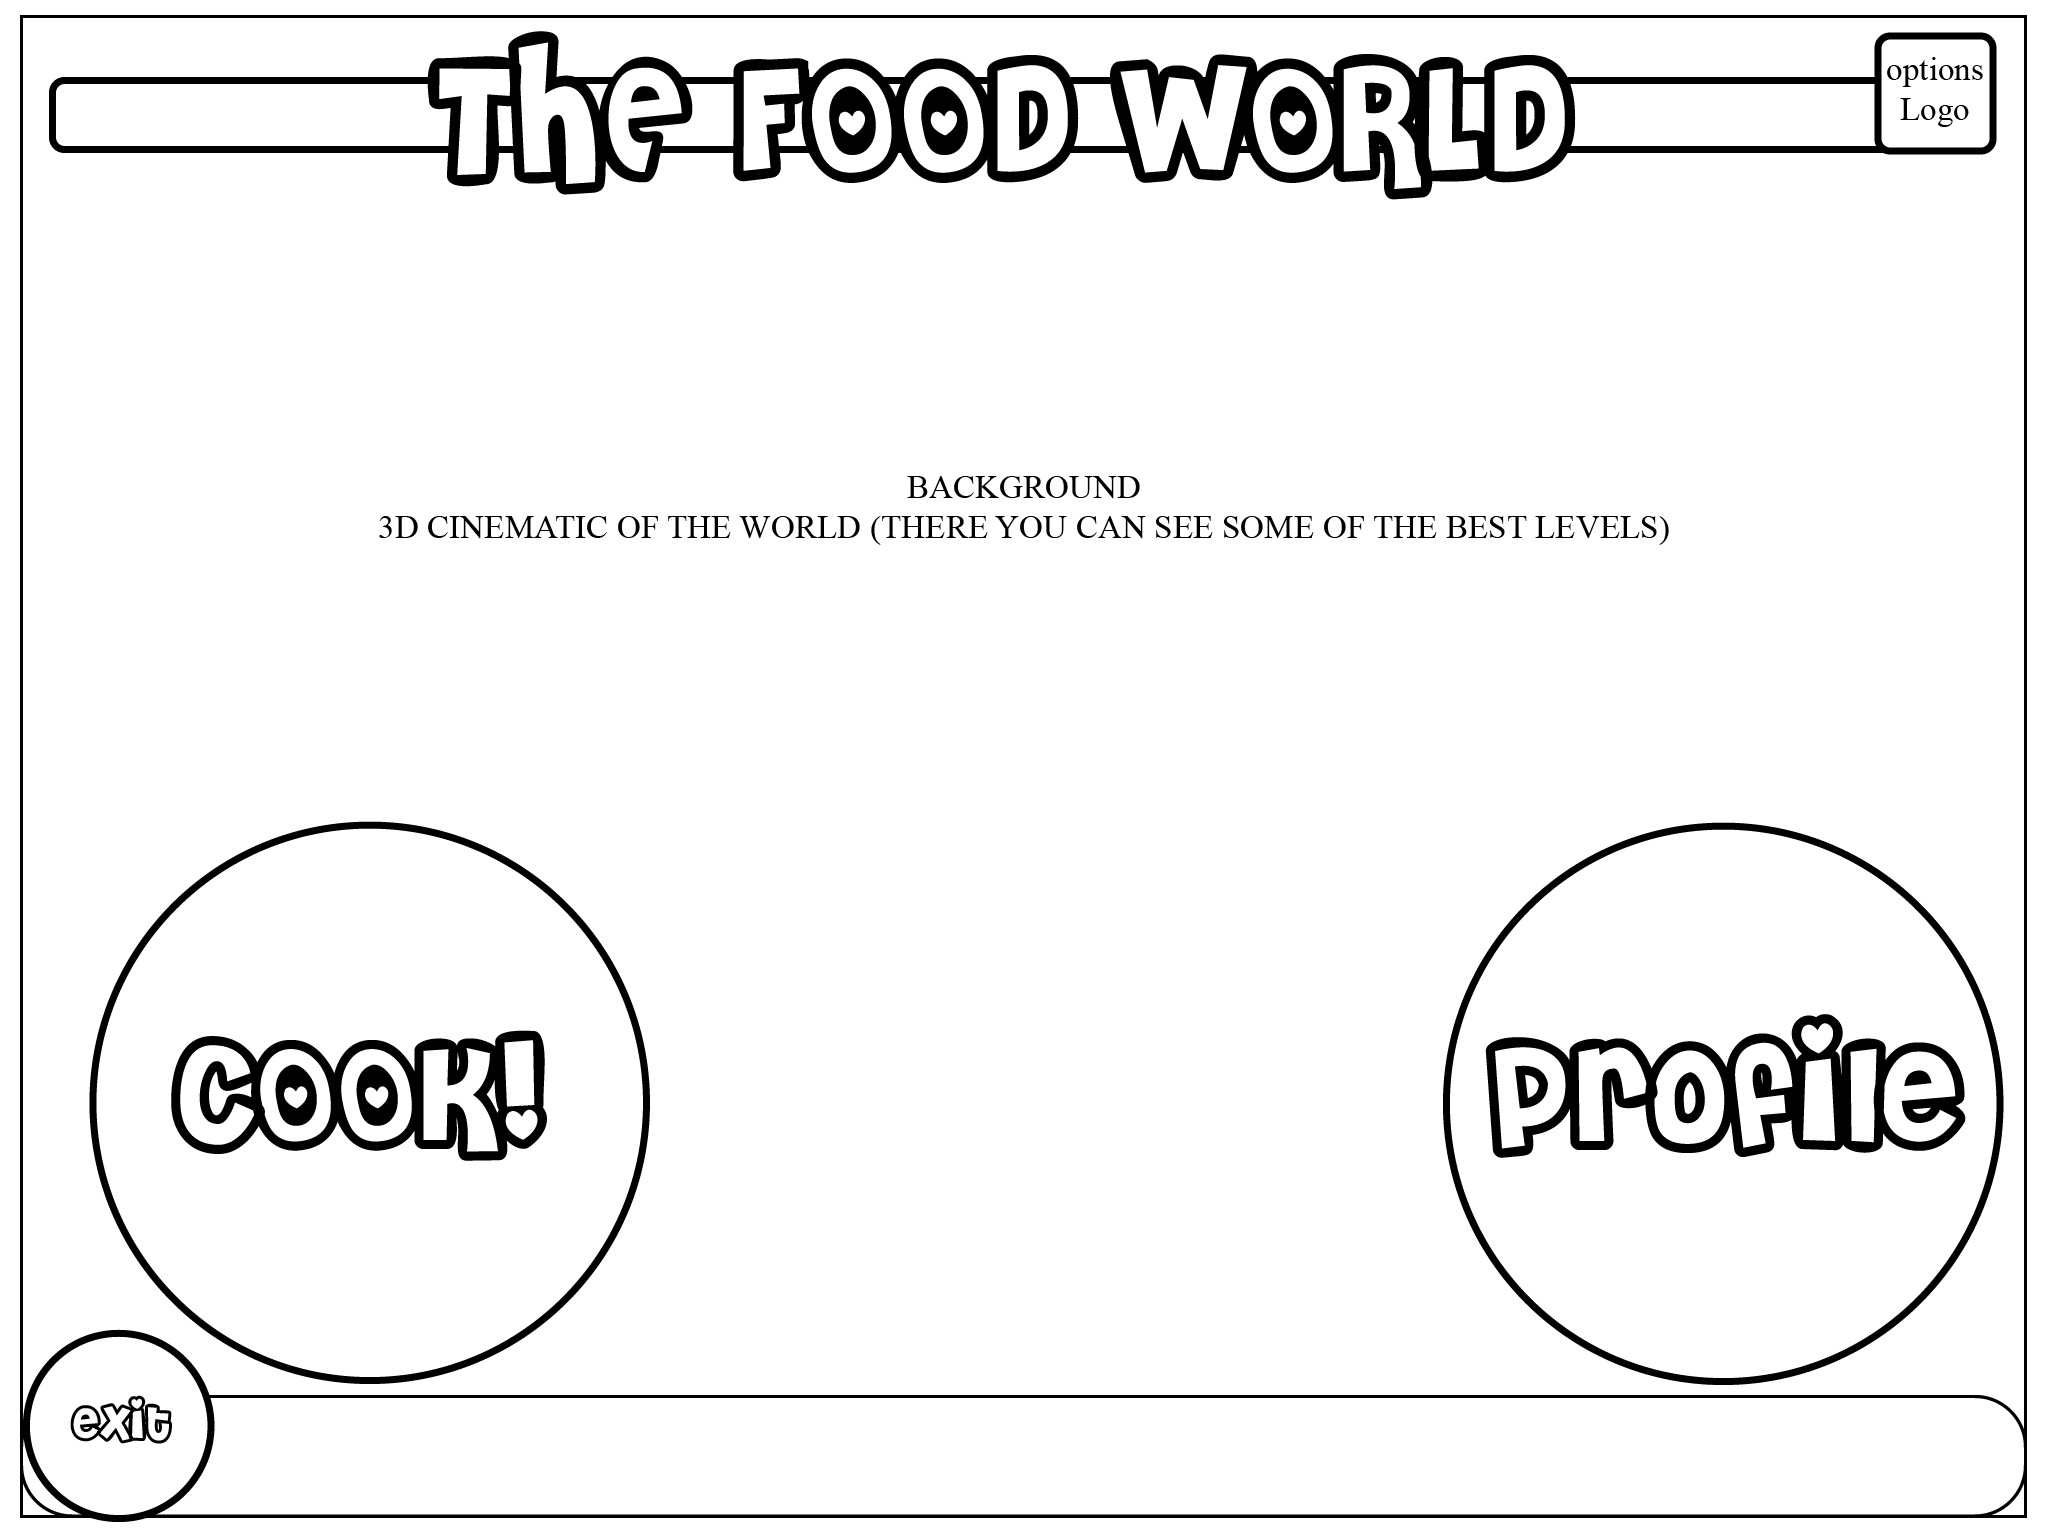 The FOOD WORLD
options
Logo
BACKGROUND
3D CINEMATIC OF THE WORLD (THERE YOU CAN SEE SOME OF THE BEST LEVELS)
COOK!
Profile
exit